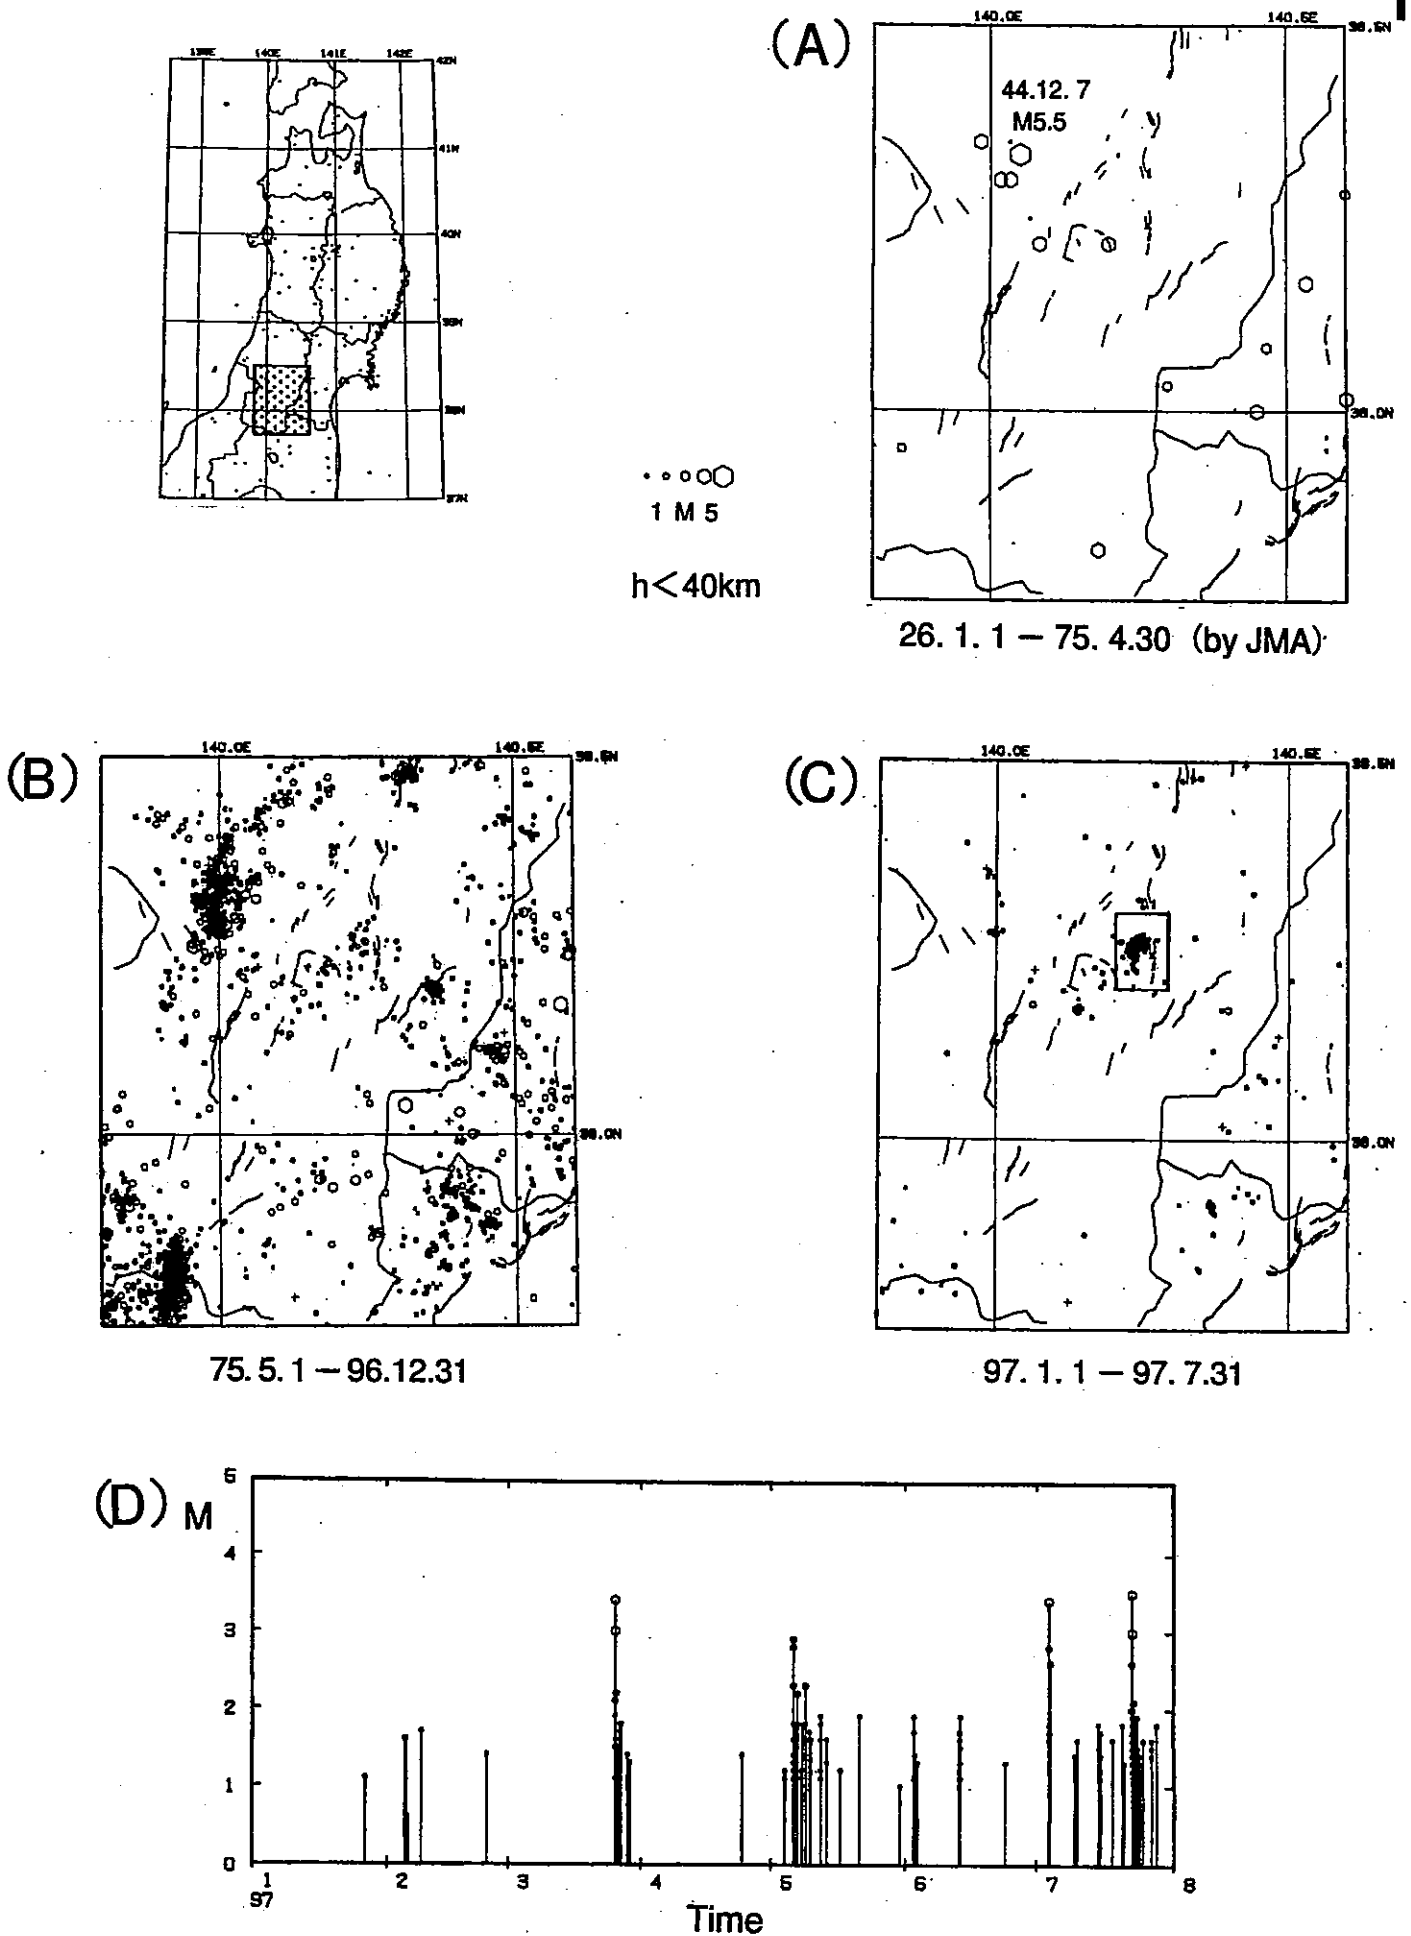 139E 140E 141E 142E
42N
41N
40N
39N
38N
37N
1 M 5
h<40km
(A)
140.0E 140.5E
38.5N
44.12. 7
M5.5
38.0N
26. 1. 1 – 75. 4.30 (by JMA)
(B)
140.0E 140.5E
38.5N
38.0N
75. 5. 1 – 96.12.31
(C)
140.0E 140.5E
38.5N
38.0N
97. 1. 1 – 97. 7.31
(D)
M
5
4
3
2
1
0
1 2 3 4 5 6 7 8
97
Time